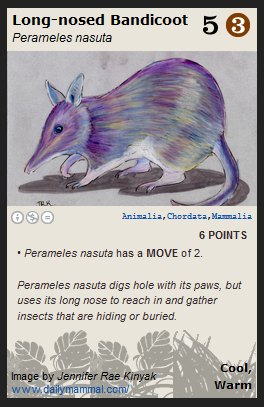 Long-nosed Bandicoot 5 3
Perameles nasuta
TRK
Animalia,Chordata,Mammalia
6 POINTS
• Perameles nasuta has a MOVE of 2.
Perameles nasuta digs hole with its paws, but
uses its long nose to reach in and gather
insects that are hiding or buried.
Cool,
Warm
Image by Jennifer Rae Kinyak
www.dailymammal.com/